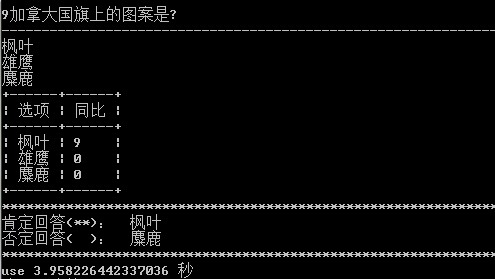 9加拿大国旗上的图案是?
------------------------------------------------------------
枫叶
雄鹰
麋鹿
+------+------+
| 选项 | 同比 |
+------+------+
| 枫叶 | 9 |
| 雄鹰 | 0 |
| 麋鹿 | 0 |
+------+------+
************************************************************
肯定回答(**): 枫叶
否定回答( ): 麋鹿
************************************************************
use 3.958226442337036 秒